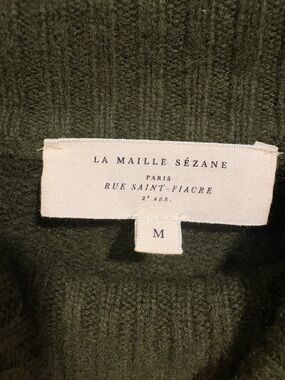 LA MAILLE SÉZANE
PARIS
RUE SAINT-FIACRE
2ᵉ ARR.
M